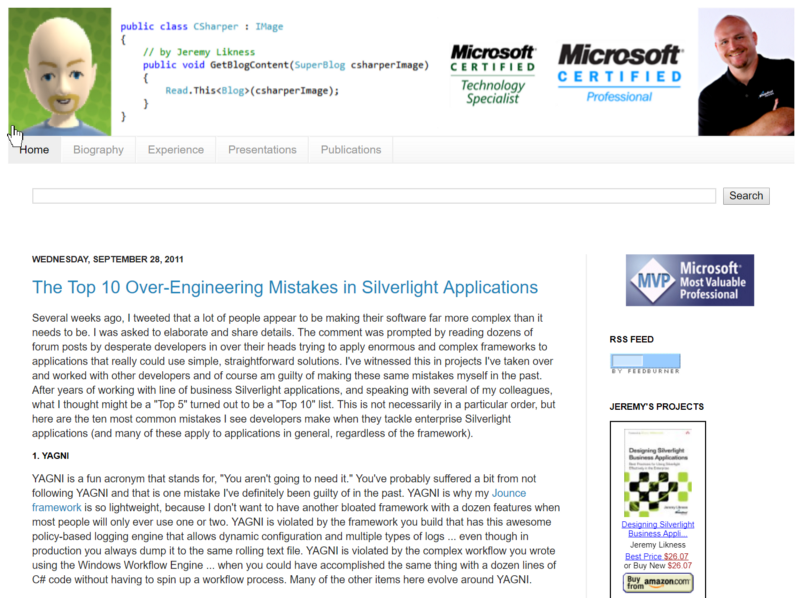 public class CSharper : IMage
{
// by Jeremy Likness
public void GetBlogContent(SuperBlog csharperImage)
{
Read.This<Blog>(csharperImage);
}
}
Microsoft
CERTIFIED
Technology
Specialist
Microsoft
CERTIFIED
Professional
Home
Biography
Experience
Presentations
Publications
Search
WEDNESDAY, SEPTEMBER 28, 2011
The Top 10 Over-Engineering Mistakes in Silverlight Applications
Several weeks ago, I tweeted that a lot of people appear to be making their software far more complex than it
needs to be. I was asked to elaborate and share details. The comment was prompted by reading dozens of
forum posts by desperate developers in over their heads trying to apply enormous and complex frameworks to
applications that really could use simple, straightforward solutions. I've witnessed this in projects I've taken over
and worked with other developers and of course am guilty of making these same mistakes myself in the past.
After years of working with line of business Silverlight applications, and speaking with several of my colleagues,
what I thought might be a "Top 5" turned out to be a "Top 10" list. This is not necessarily in a particular order, but
here are the ten most common mistakes I see developers make when they tackle enterprise Silverlight
applications (and many of these apply to applications in general, regardless of the framework).
1. YAGNI
YAGNI is a fun acronym that stands for, "You aren't going to need it." You've probably suffered a bit from not
following YAGNI and that is one mistake I've definitely been guilty of in the past. YAGNI is why my Jounce
framework is so lightweight, because I don't want to have another bloated framework with a dozen features when
most people will only ever use one or two. YAGNI is violated by the framework you build that has this awesome
policy-based logging engine that allows dynamic configuration and multiple types of logs ... even though in
production you always dump it to the same rolling text file. YAGNI is violated by the complex workflow you wrote
using the Windows Workflow Engine ... when you could have accomplished the same thing with a dozen lines of
C# code without having to spin up a workflow process. Many of the other items here evolve around YAGNI.
MVP
Microsoft
Most Valuable
Professional
RSS FEED
BY FEEDBURNER
JEREMY'S PROJECTS
Designing Silverlight
Business Applications
Jeremy Likness
Designing Silverlight
Business Appli...
Jeremy Likness
Best Price $26.07
or Buy New $26.07
Buy
from amazon.com